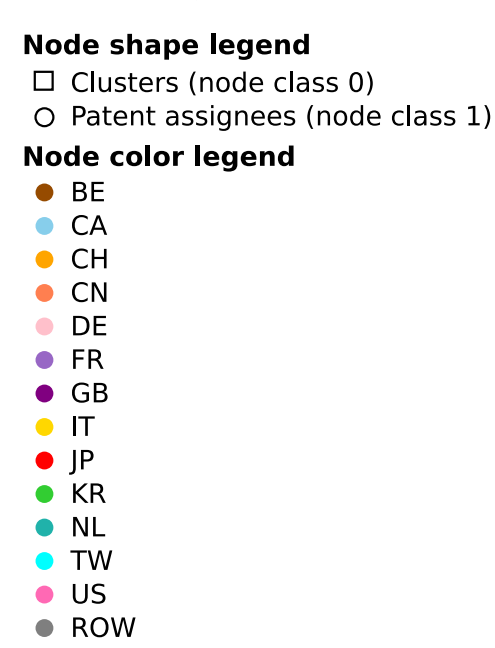 Node shape legend
Clusters (node class 0)
Patent assignees (node class 1)
Node color legend
BE
CA
CH
CN
DE
FR
GB
IT
JP
KR
NL
TW
US
ROW